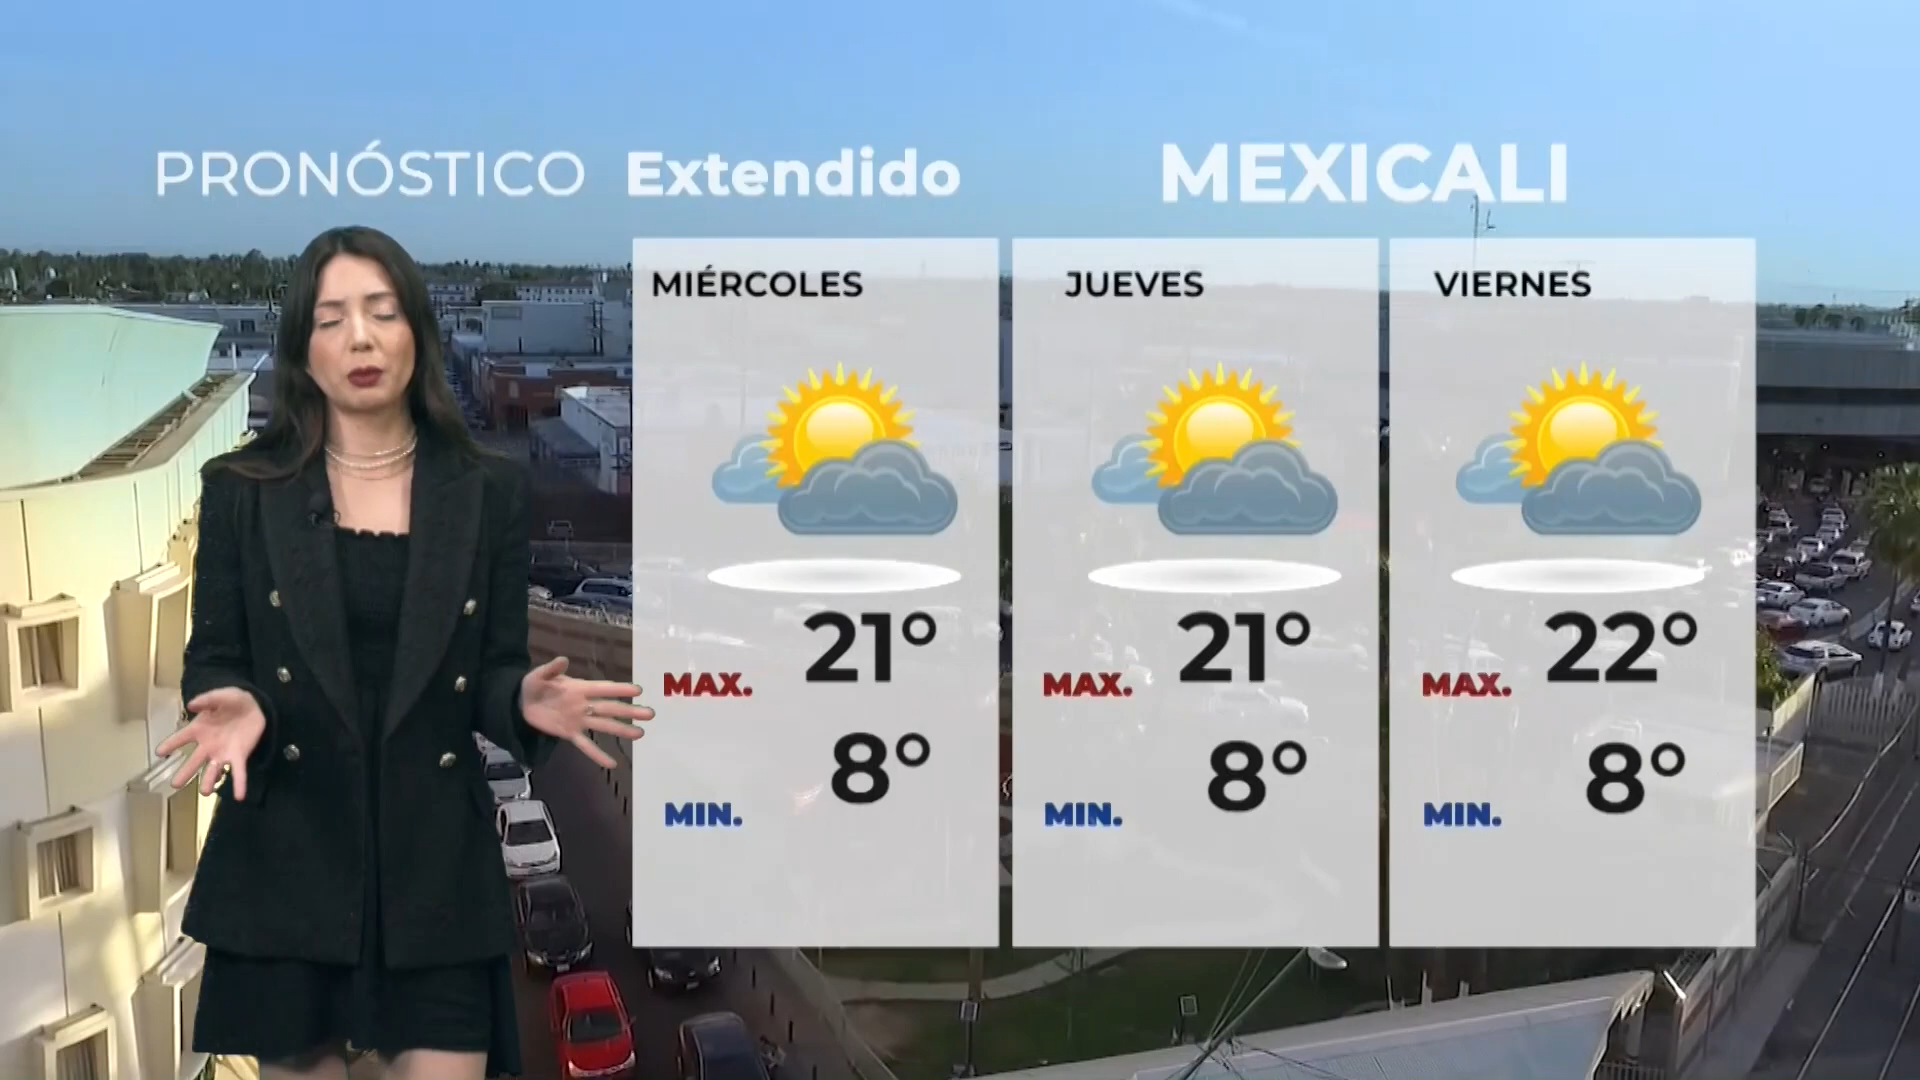 PRONÓSTICO Extendido MEXICALI
MIÉRCOLES
MAX. 21°
MIN. 8°
JUEVES
MAX. 21°
MIN. 8°
VIERNES
MAX. 22°
MIN. 8°